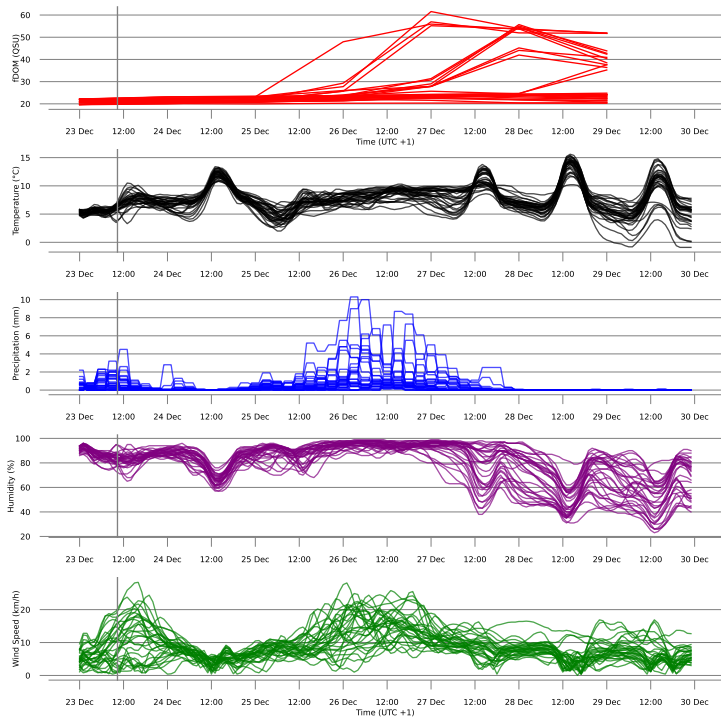 60
50
40
30
20
fDOM (QSU)
23 Dec 12:00 24 Dec 12:00 25 Dec 12:00 26 Dec 12:00 27 Dec 12:00 28 Dec 12:00 29 Dec 12:00 30 Dec
Time (UTC +1)
15
10
5
0
Temperature (°C)
23 Dec 12:00 24 Dec 12:00 25 Dec 12:00 26 Dec 12:00 27 Dec 12:00 28 Dec 12:00 29 Dec 12:00 30 Dec
10
8
6
4
2
0
Precipitation (mm)
23 Dec 12:00 24 Dec 12:00 25 Dec 12:00 26 Dec 12:00 27 Dec 12:00 28 Dec 12:00 29 Dec 12:00 30 Dec
100
80
60
40
20
Humidity (%)
23 Dec 12:00 24 Dec 12:00 25 Dec 12:00 26 Dec 12:00 27 Dec 12:00 28 Dec 12:00 29 Dec 12:00 30 Dec
20
10
0
Wind Speed (km/h)
23 Dec 12:00 24 Dec 12:00 25 Dec 12:00 26 Dec 12:00 27 Dec 12:00 28 Dec 12:00 29 Dec 12:00 30 Dec
Time (UTC +1)